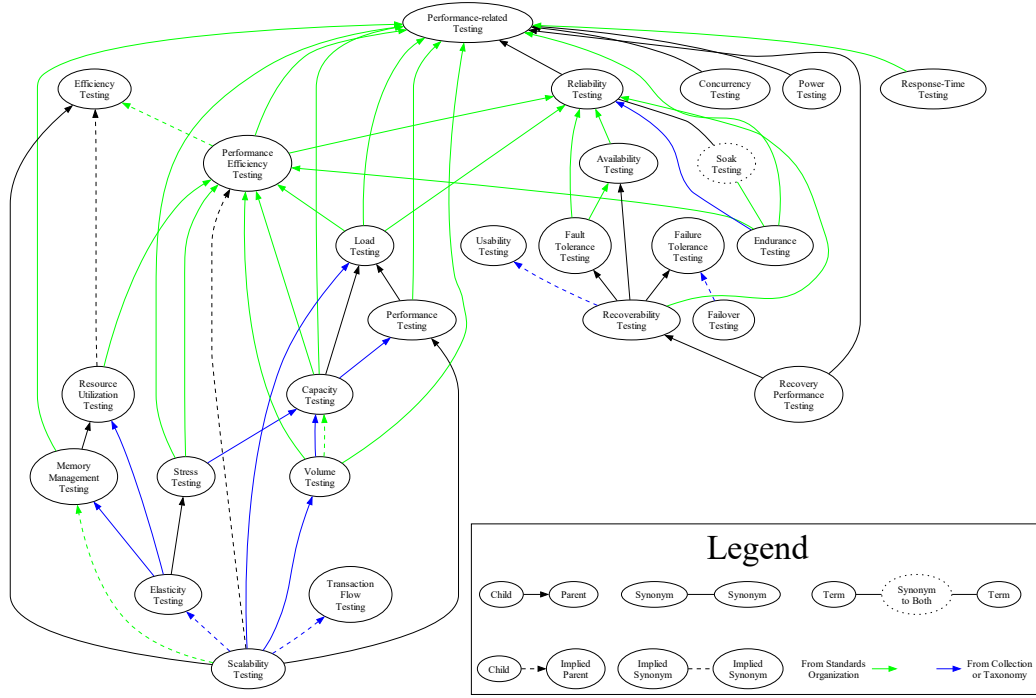 Performance-related
Testing
Efficiency
Testing
Reliability
Testing
Concurrency
Testing
Power
Testing
Response-Time
Testing
Performance
Efficiency
Testing
Availability
Testing
Soak
Testing
Load
Testing
Usability
Testing
Fault
Tolerance
Testing
Failure
Tolerance
Testing
Endurance
Testing
Performance
Testing
Recoverability
Testing
Failover
Testing
Resource
Utilization
Testing
Capacity
Testing
Recovery
Performance
Testing
Memory
Management
Testing
Stress
Testing
Volume
Testing
Elasticity
Testing
Transaction
Flow
Testing
Scalability
Testing
Legend
Child
Parent
Synonym
Synonym
Term
Synonym
to Both
Term
Child
Implied
Parent
Implied
Synonym
Implied
Synonym
From Standards
Organization
From Collection
or Taxonomy